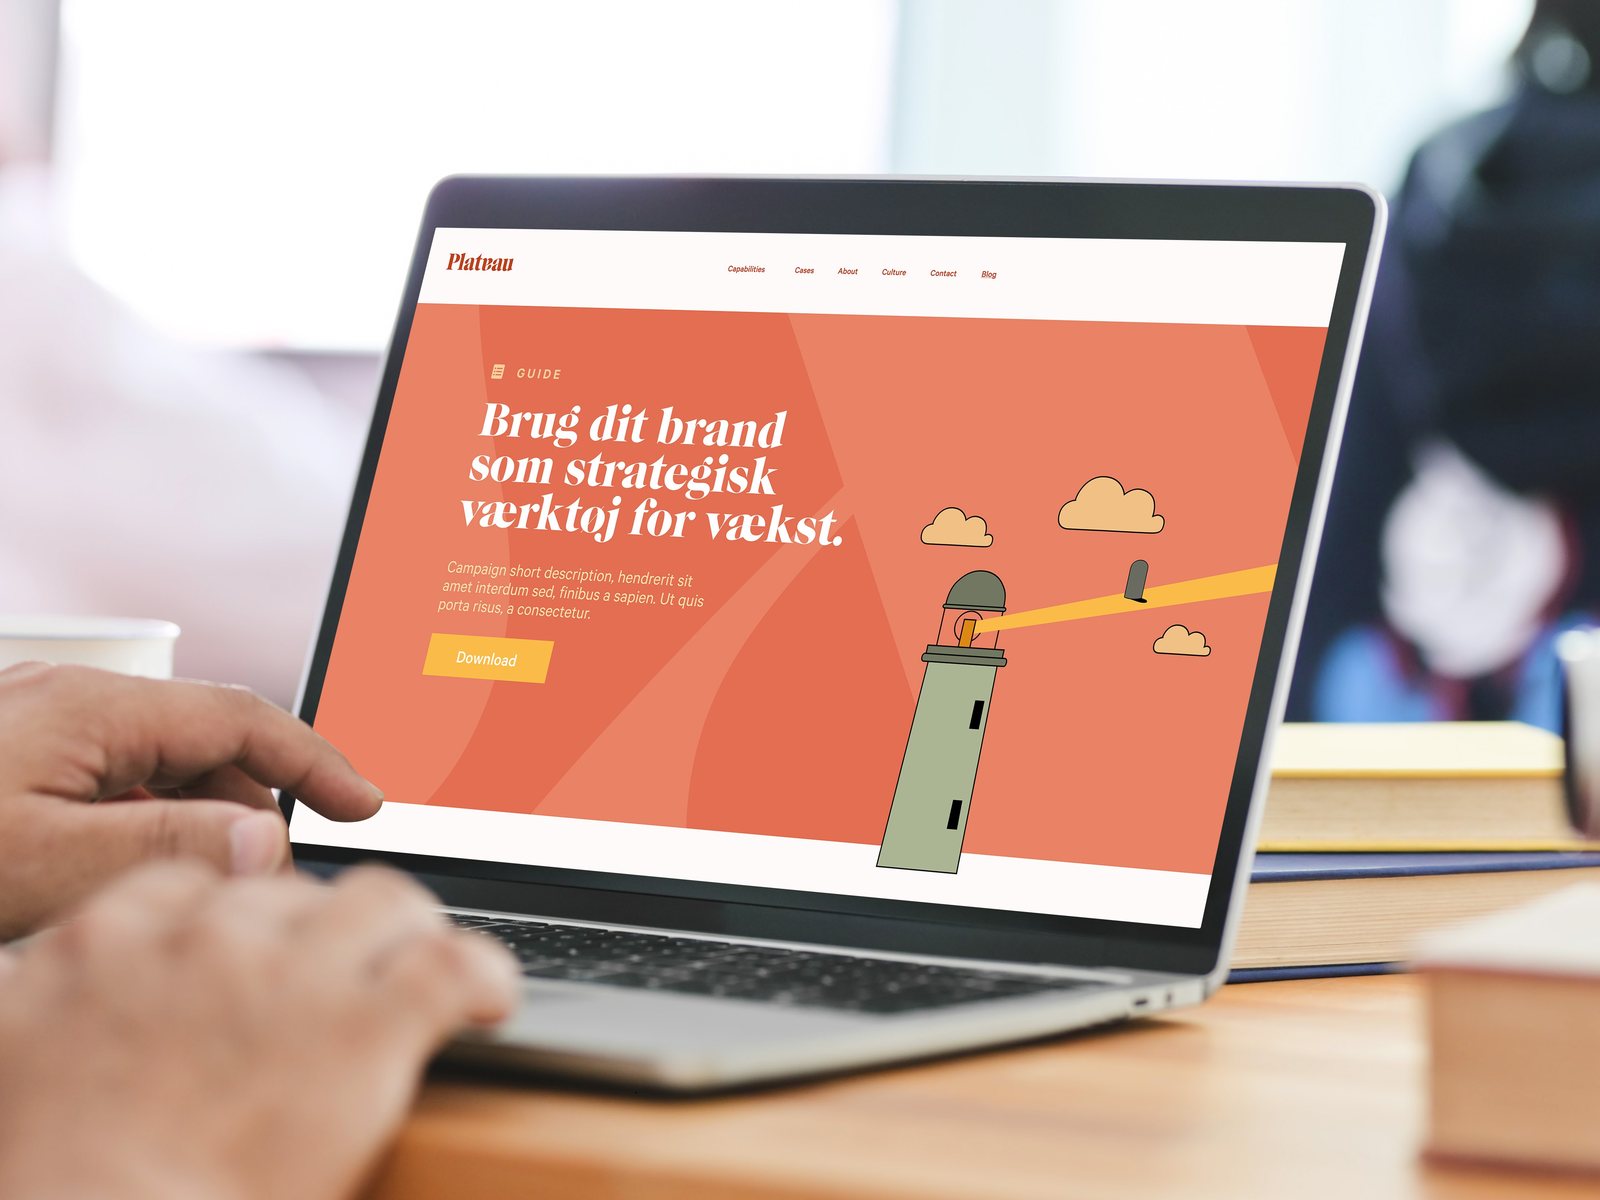 Plateau
Capabilities Cases About Culture Contact Blog
GUIDE
Brug dit brand
som strategisk
værktøj for vækst.
Campaign short description, hendrerit sit
amet interdum sed, finibus a sapien. Ut quis
porta risus, a consectetur.
Download